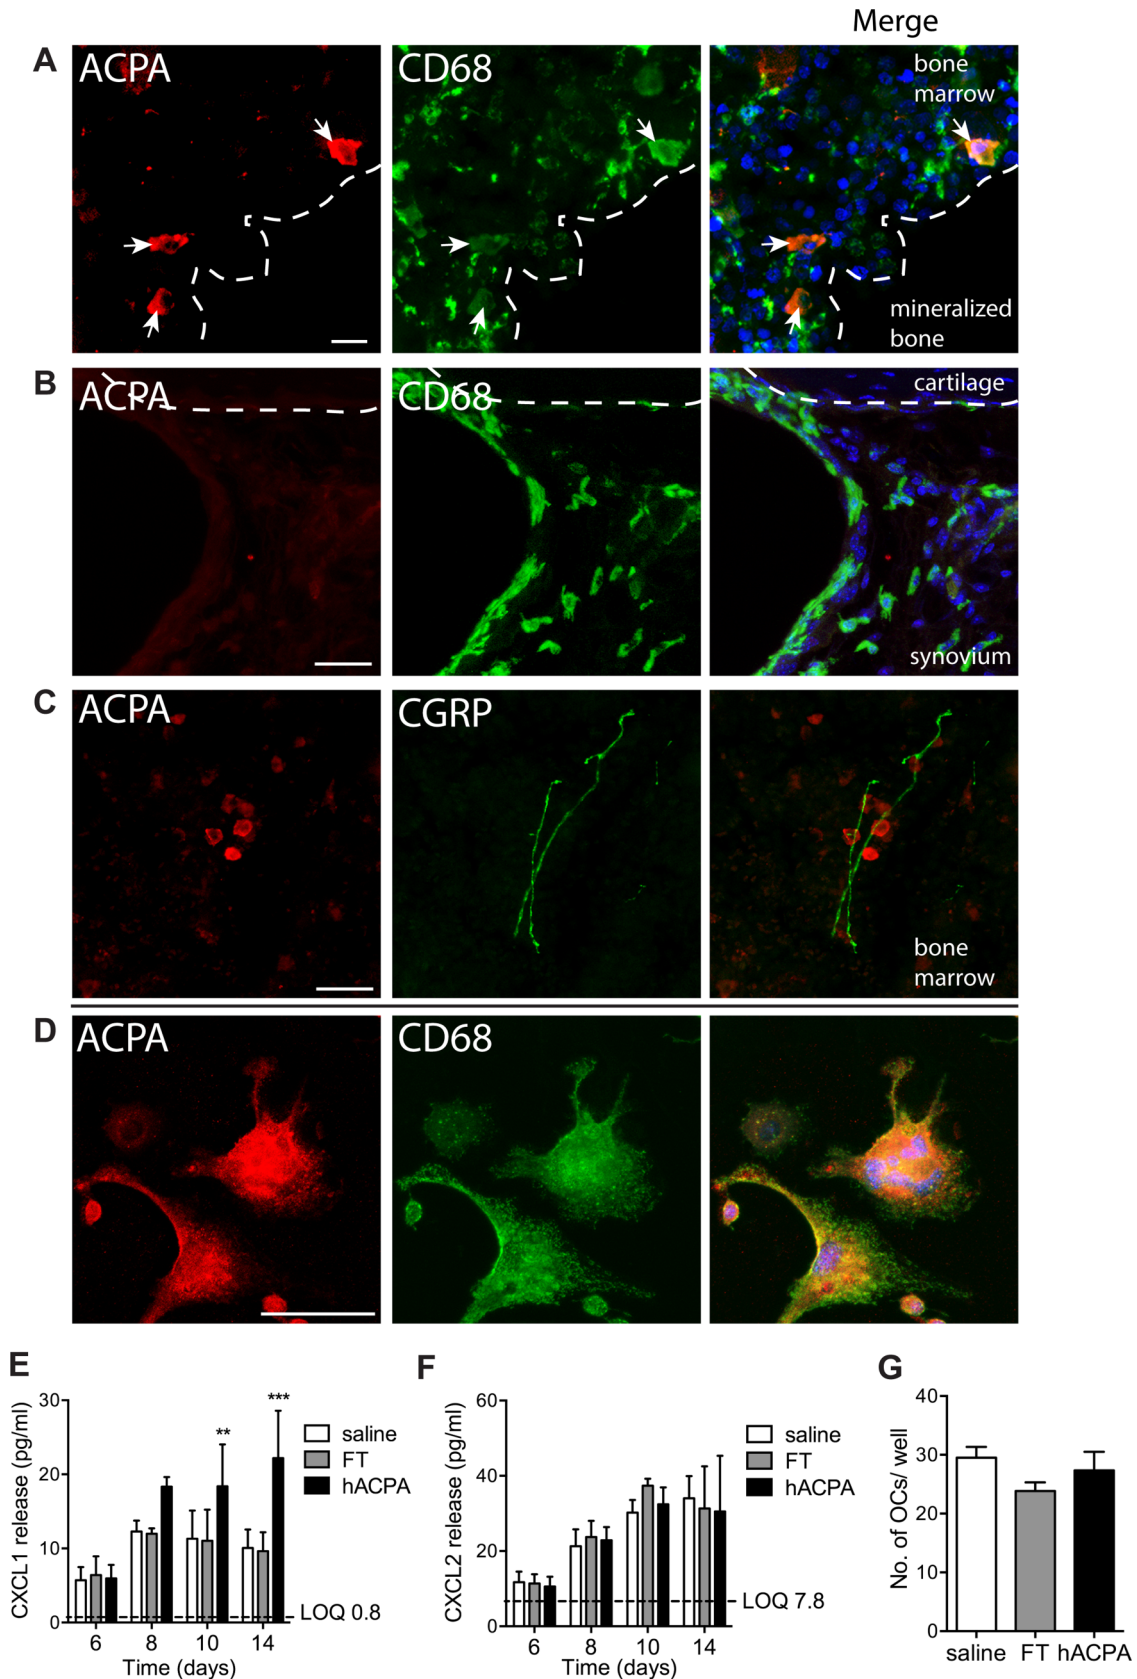 Merge
A
ACPA
CD68
bone
marrow
mineralized
bone
B
ACPA
CD68
cartilage
synovium
C
ACPA
CGRP
bone
marrow
D
ACPA
CD68
E
CXCL1 release (pg/ml)
30
20
10
0
** ***
saline
FT
hACPA
LOQ 0.8
6 8 10 14
Time (days)
F
CXCL2 release (pg/ml)
60
40
20
0
saline
FT
hACPA
LOQ 7.8
6 8 10 14
Time (days)
G
No. of OCs/ well
40
30
20
10
0
saline FT hACPA